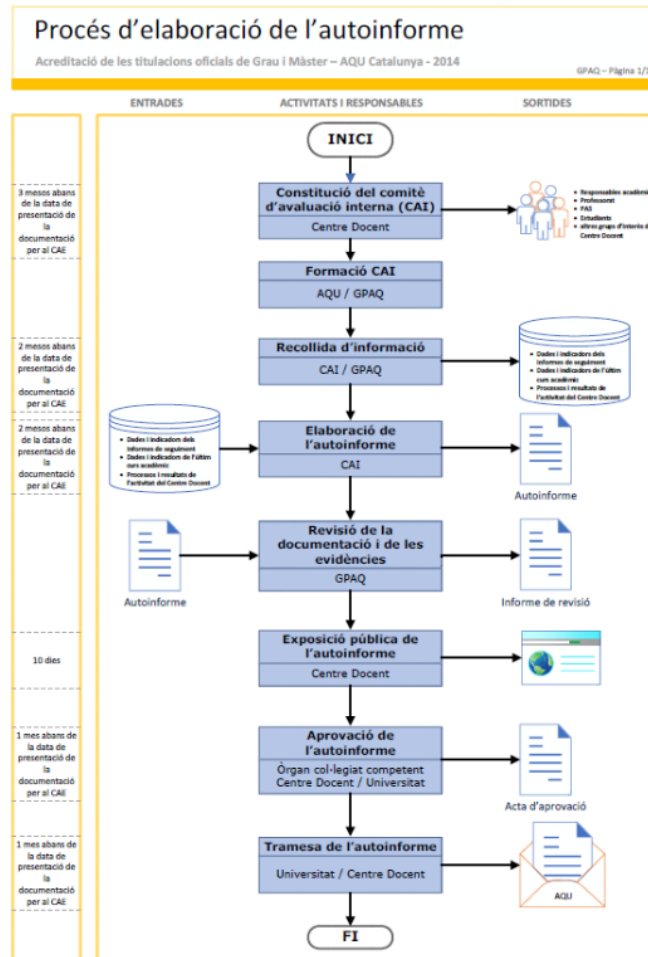 Procés d'elaboració de l'autoinforme
Acreditació de les titulacions oficials de Grau i Màster – AQU Catalunya - 2014
GPAQ – Pàgina 1/1
ENTRADES
ACTIVITATS I RESPONSABLES
SORTIDES
INICI
3 mesos abans
de la data de
presentació de
la
documentació
per al CAE
Constitució del comitè
d'avaluació interna (CAI)
Centre Docent
• Responsables acadèmics
• Professorat
• PAS
• Estudiants
• altres grups d'interès del
Centre Docent
Formació CAI
AQU / GPAQ
2 mesos abans
de la data de
presentació de
la
documentació
per al CAE
Recollida d'informació
CAI / GPAQ
• Dades i indicadors dels
informes de seguiment
• Dades i indicadors de l'últim
curs acadèmic
• Processos i resultats de
l'activitat del Centre Docent
2 mesos abans
de la data de
presentació de
la
documentació
per al CAE
• Dades i indicadors dels
informes de seguiment
• Dades i indicadors de l'últim
curs acadèmic
• Processos i resultats de
l'activitat del Centre Docent
Elaboració de
l'autoinforme
CAI
Autoinforme
Autoinforme
Revisió de la
documentació i de les
evidències
GPAQ
Informe de revisió
10 dies
Exposició pública de
l'autoinforme
Centre Docent
1 mes abans de
la data de
presentació de
la
documentació
per al CAE
Aprovació de
l'autoinforme
Òrgan col·legiat competent
Centre Docent / Universitat
Acta d'aprovació
1 mes abans de
la data de
presentació de
la
documentació
per al CAE
Tramesa de l'autoinforme
Universitat / Centre Docent
AQU
FI